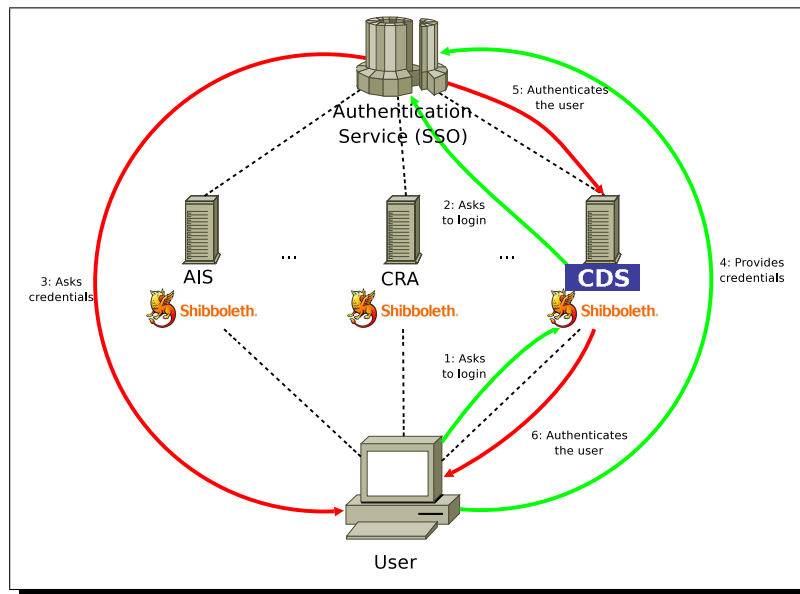 Authentication
Service (SSO)
5: Authenticates
the user
2: Asks
to login
3: Asks
credentials
4: Provides
credentials
AIS
...
CRA
...
CDS
Shibboleth.
Shibboleth.
Shibboleth.
1: Asks
to login
6: Authenticates
the user
User